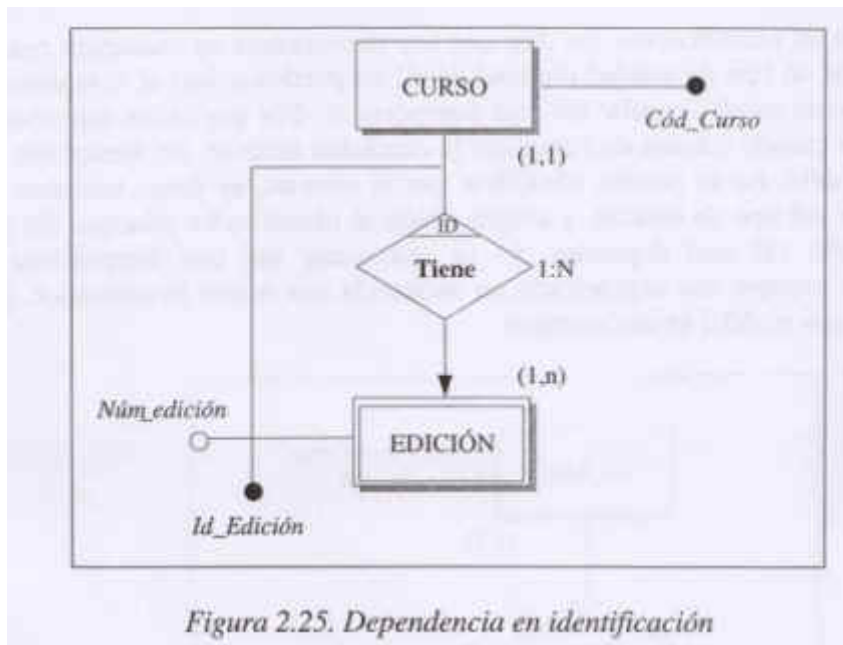 CURSO
Cód_Curso
(1,1)
ID
Tiene
1:N
(1,n)
Núm_edición
EDICIÓN
Id_Edición
Figura 2.25. Dependencia en identificación